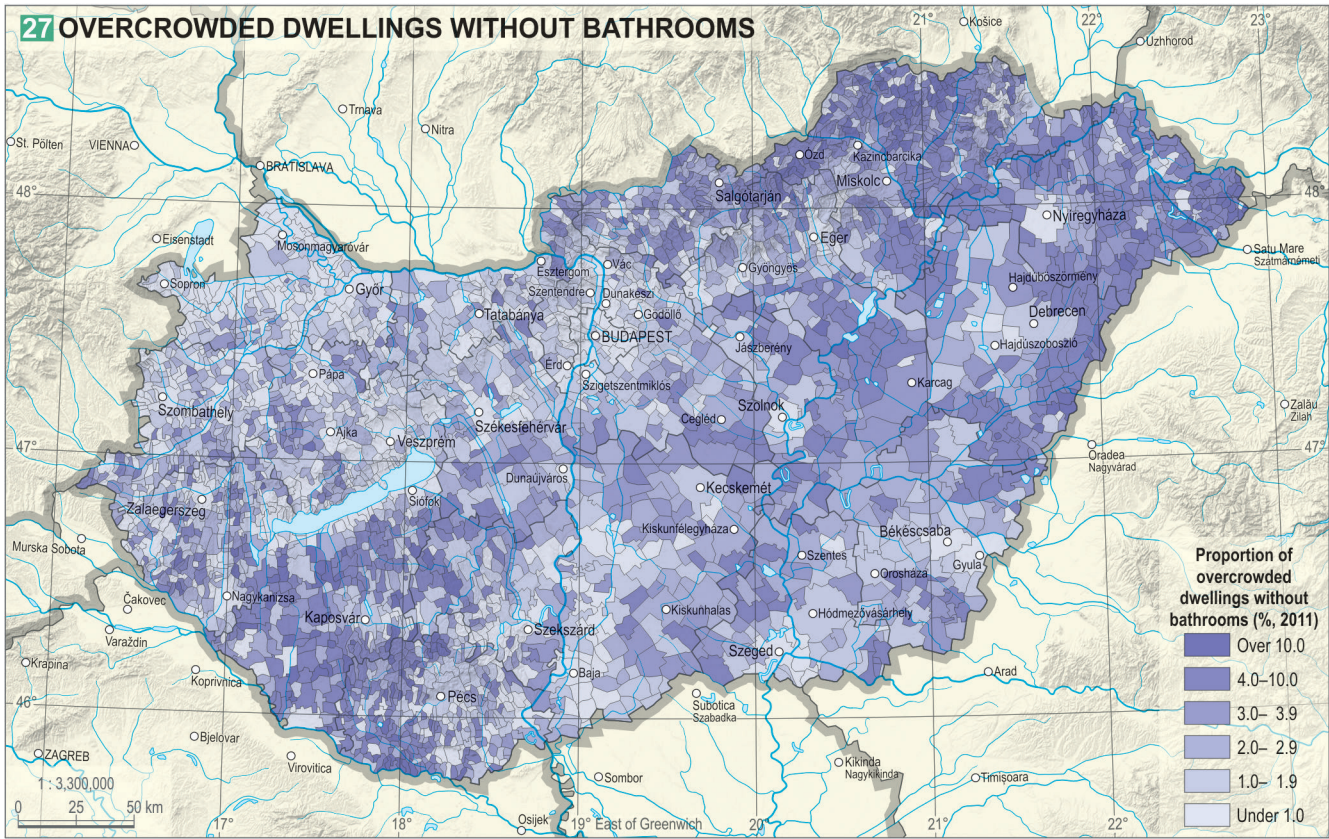 27 OVERCROWDED DWELLINGS WITHOUT BATHROOMS
21°
22°
23°
Košice
Uzhhorod
Trnava
Nitra
St. Pölten
VIENNA
BRATISLAVA
Ózd
Kazincbarcika
Miskolc
Salgótarján
48°
48°
Nyíregyháza
Eisenstadt
Mosonmagyaróvár
Eger
Satu Mare
Szatmárnémeti
Sopron
Győr
Esztergom
Vác
Gyöngyös
Hajdúböszörmény
Szentendre
Dunakeszi
Tatabánya
Gödöllő
Debrecen
BUDAPEST
Jászberény
Hajdúszoboszló
Érd
Pápa
Szigetszentmiklós
Karcag
Szombathely
Székesfehérvár
Cegléd
Szolnok
Zalău
Zilah
Ajka
Veszprém
47°
47°
Oradea
Nagyvárad
Dunaújváros
Zalaegerszeg
Siófok
Kecskemét
Kiskunfélegyháza
Békéscsaba
Murska Sobota
Szentes
Gyula
Orosháza
Čakovec
Nagykanizsa
Kiskunhalas
Hódmezővásárhely
Kaposvár
Szekszárd
Varaždin
Szeged
Krapina
Koprivnica
Baja
Arad
46°
Pécs
Subotica
Szabadka
Bjelovar
ZAGREB
Virovitica
Sombor
Kikinda
Nagykikinda
Timișoara
Osijek
1 : 3,300,000
0 25 50 km
17°
18°
19° East of Greenwich
20°
21°
22°
Proportion of
overcrowded
dwellings without
bathrooms (%, 2011)
Over 10.0
4.0–10.0
3.0– 3.9
2.0– 2.9
1.0– 1.9
Under 1.0